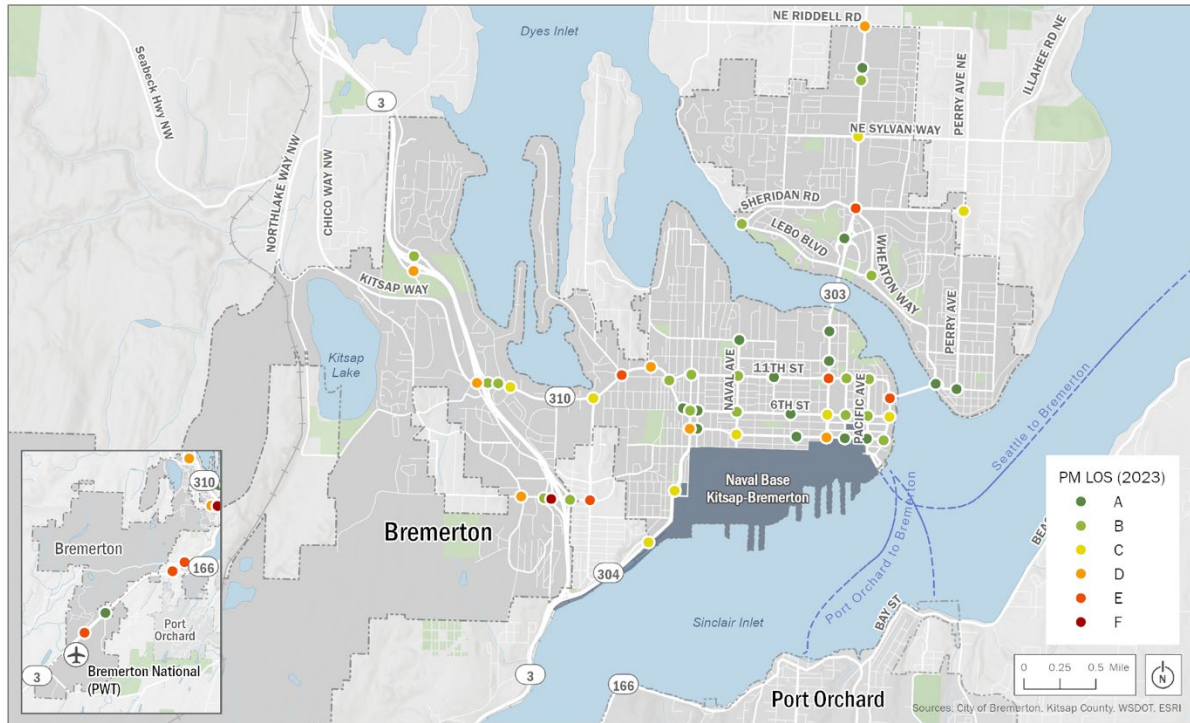 NE RIDDELL RD
Dyes Inlet
Seabeck Hwy NW
3
NORTHLAKE WAY NW
CHICO WAY NW
PERRY AVE NE
ILLAHEE RD NE
NE SYLVAN WAY
SHERIDAN RD
LEBO BLVD
WHEATON WAY
KITSAP WAY
303
PERRY AVE
Kitsap
Lake
310
NAVAL AVE
11TH ST
6TH ST
PACIFIC AVE
Seattle to Bremerton
Naval Base
Kitsap-Bremerton
Bremerton
Port Orchard to Bremerton
304
Sinclair Inlet
BAY ST
3
166
Port Orchard
310
Bremerton
166
Port
Orchard
3
Bremerton National
(PWT)
PM LOS (2023)
A
B
C
D
E
F
0 0.25 0.5 Mile
N
Sources: City of Bremerton, Kitsap County, WSDOT, ESRI